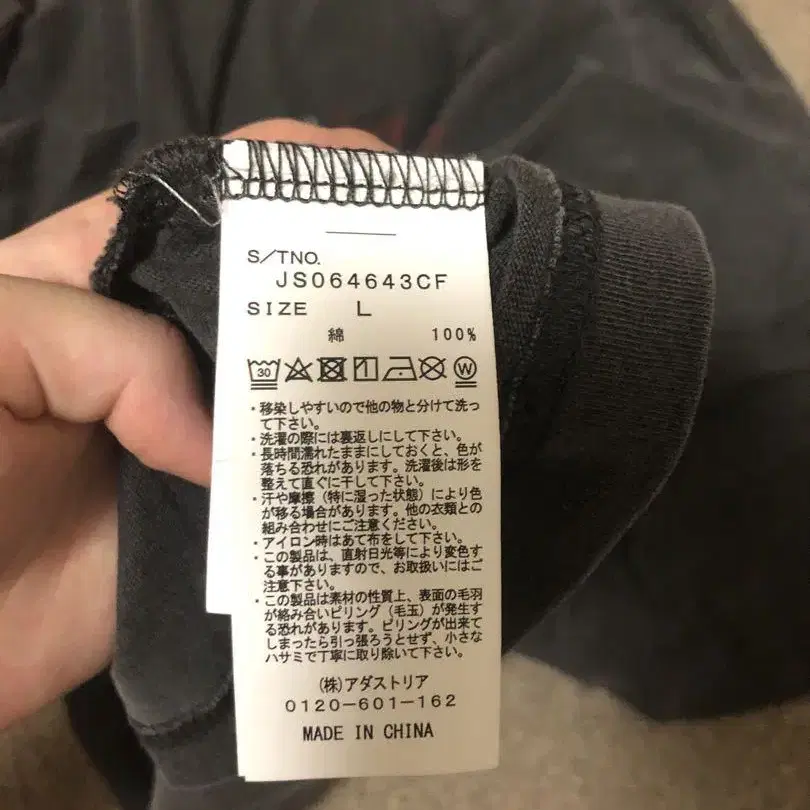 S/TNO.
JS064643CF
SIZE L
綿 100%
30 W
・移染しやすいので他の物と分けて洗っ
て下さい。
・洗濯の際には裏返しにして下さい。
・長時間濡れたままにしておくと、色が
落ちる恐れがあります。洗濯後は形を
整えて直ぐに干して下さい。
・汗や摩擦（特に湿った状態）により色
が移る場合があります。他の衣類との
組み合わせにご注意ください。
・アイロン時はあて布をして下さい。
・この製品は、直射日光等により変色す
る事がありますので、お取扱いにはご
注意下さい。
・この製品は素材の性質上、表面の毛羽
が絡み合いピリング（毛玉）が発生す
る恐れがあります。ピリングが出来て
しまったら引っ張ろうとせず、小さな
ハサミで丁寧に取り除いて下さい。
(株)アダストリア
0120-601-162
MADE IN CHINA